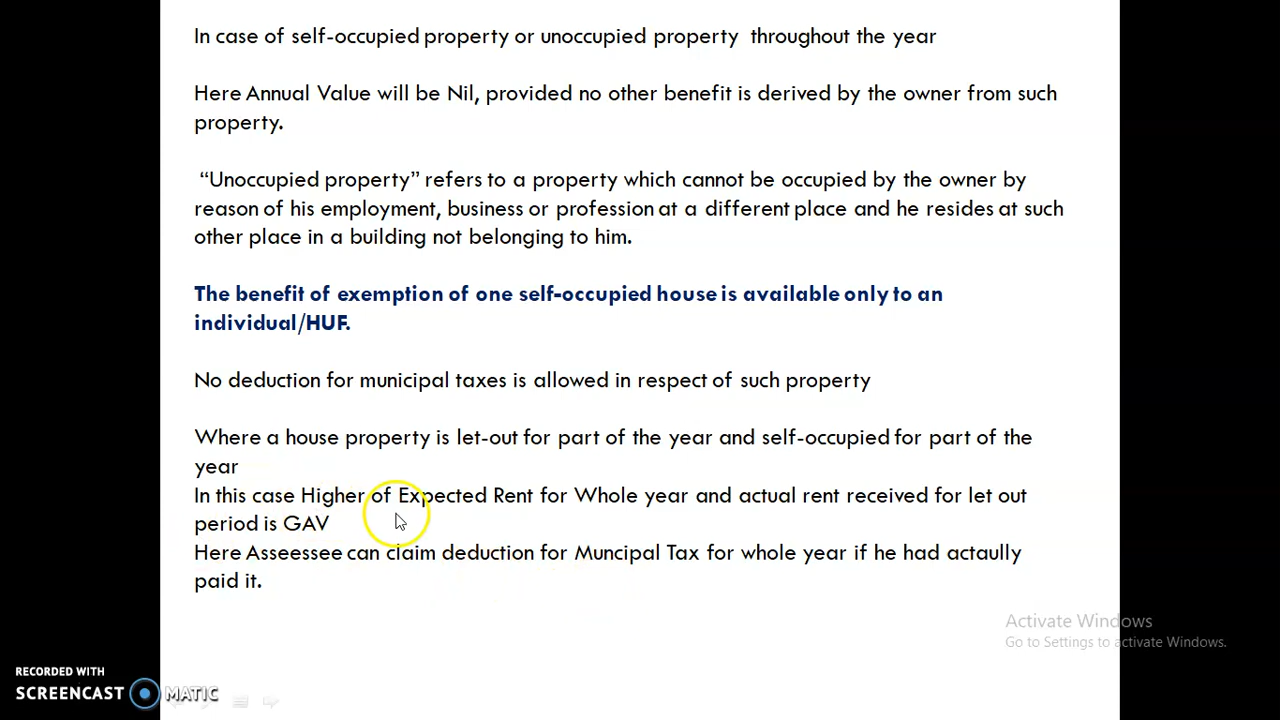 In case of self-occupied property or unoccupied property throughout the year
Here Annual Value will be Nil, provided no other benefit is derived by the owner from such
property.
“Unoccupied property” refers to a property which cannot be occupied by the owner by
reason of his employment, business or profession at a different place and he resides at such
other place in a building not belonging to him.
The benefit of exemption of one self-occupied house is available only to an
individual/HUF.
No deduction for municipal taxes is allowed in respect of such property
Where a house property is let-out for part of the year and self-occupied for part of the
year
In this case Higher of Expected Rent for Whole year and actual rent received for let out
period is GAV
Here Asseessee can claim deduction for Muncipal Tax for whole year if he had actaully
paid it.
Activate Windows
Go to Settings to activate Windows.
RECORDED WITH
SCREENCAST MATIC